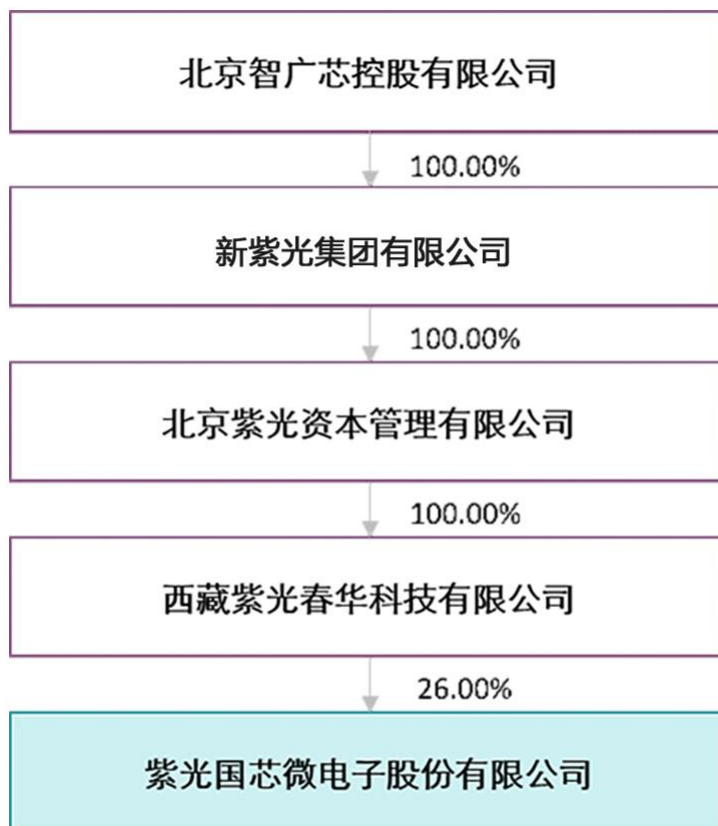 北京智广芯控股有限公司
100.00%
新紫光集团有限公司
100.00%
北京紫光资本管理有限公司
100.00%
西藏紫光春华科技有限公司
26.00%
紫光国芯微电子股份有限公司